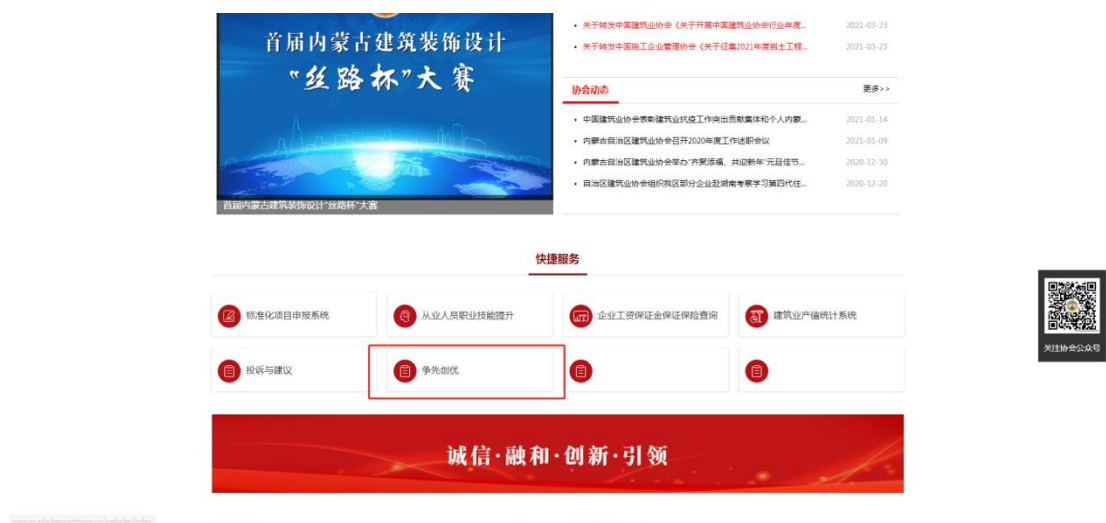 首届内蒙古建筑装饰设计
“丝路杯”大赛
首届内蒙古建筑装饰设计“丝路杯”大赛
• 关于转发中国建筑业协会《关于开展中国建筑业协会行业年度... 2021-03-23
• 关于转发中国施工企业管理协会《关于征集2021年度岩土工程... 2021-03-23
协会动态 更多>>
• 中国建筑业协会表彰建筑业抗疫工作突出贡献集体和个人内蒙... 2021-01-14
• 内蒙古自治区建筑业协会召开2020年度工作述职会议 2021-01-09
• 内蒙古自治区建筑业协会举办“齐聚添福、共迎新年”元旦佳节... 2020-12-30
• 自治区建筑业协会组织我区部分企业赴湖南考察学习第四代住... 2020-12-20
快捷服务
标准化项目申报系统 从业人员职业技能提升 企业工资保证金保证保险查询 建筑业产值统计系统
投诉与建议 争先创优
关注协会公众号
诚信·融和·创新·引领